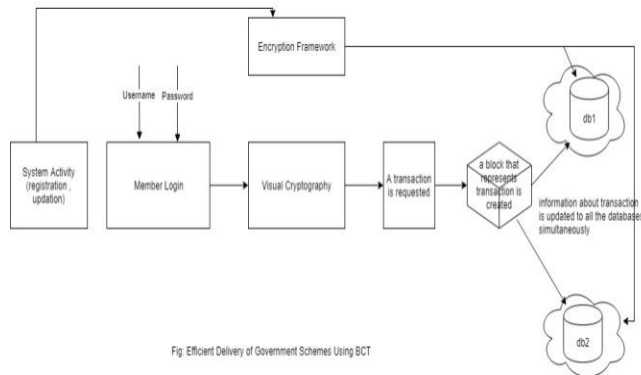 Encryption Framework
Username
Password
db1
System Activity
(registration ,
updation)
Member Login
Visual Cryptography
A transaction
is requested
a block that
represents
transaction is
created
information about transaction
is updated to all the databases
simultaneously
db2
Fig: Efficient Delivery of Government Schemes Using BCT